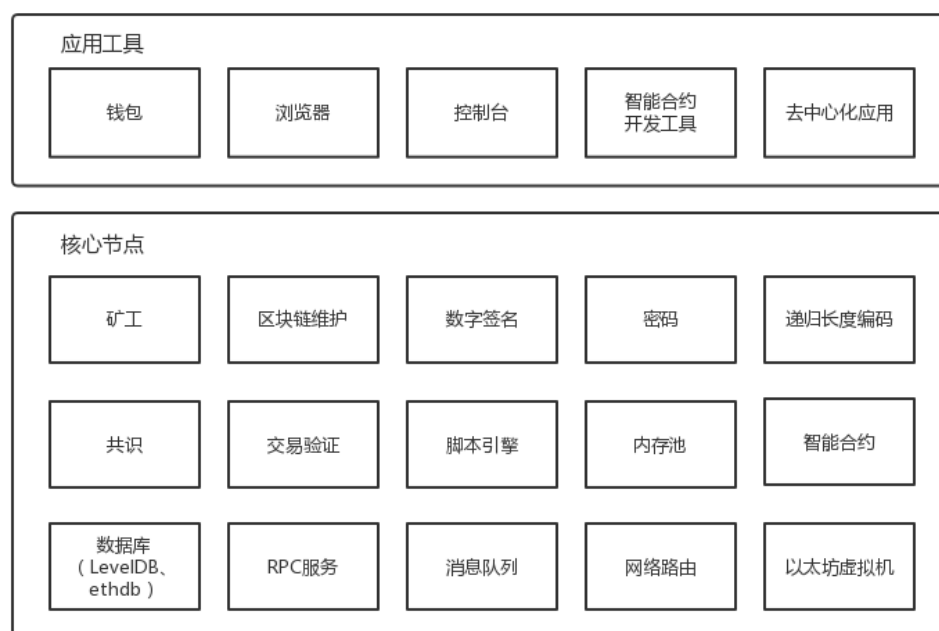 应用工具
钱包
浏览器
控制台
智能合约
开发工具
去中心化应用
核心节点
矿工
区块链维护
数字签名
密码
递归长度编码
共识
交易验证
脚本引擎
内存池
智能合约
数据库
（LevelDB、
ethdb）
RPC服务
消息队列
网络路由
以太坊虚拟机